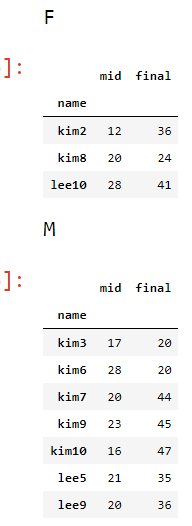 F
]:
mid final
name
kim2 12 36
kim8 20 24
lee10 28 41
M
]:
mid final
name
kim3 17 20
kim6 28 20
kim7 20 44
kim9 23 45
kim10 16 47
lee5 21 35
lee9 20 36